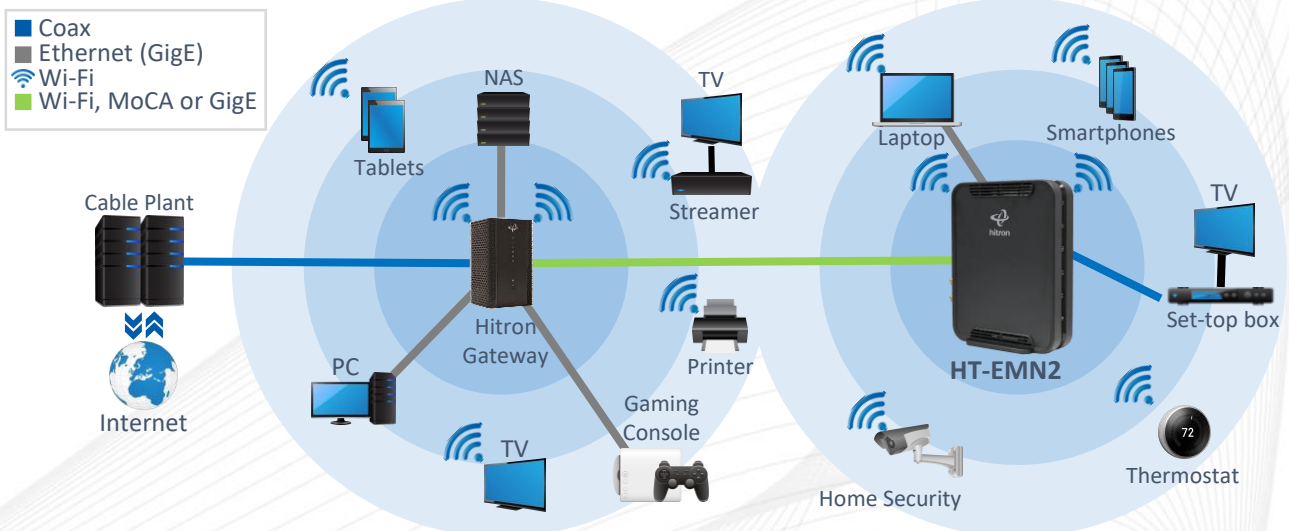 Coax
Ethernet (GigE)
Wi-Fi
Wi-Fi, MoCA or GigE
Cable Plant
Internet
NAS
Tablets
TV
Streamer
Hitron
Gateway
PC
TV
Gaming
Console
Printer
Laptop
Smartphones
hitron
HT-EMN2
TV
Set-top box
Home Security
72
Thermostat